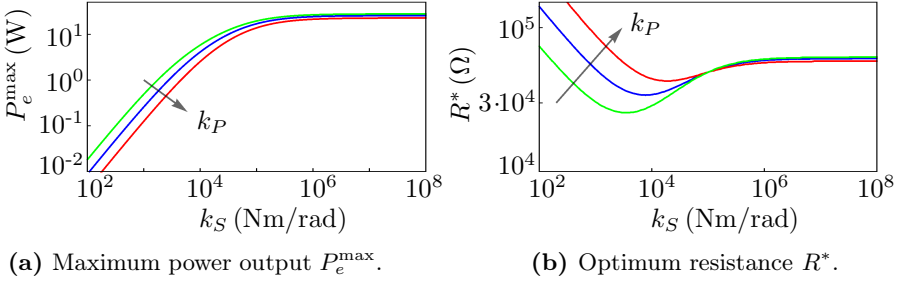 P_e^max (W)
10^1
10^0
10^-1
10^-2
k_P
10^2
10^4
10^6
10^8
k_S (Nm/rad)
(a) Maximum power output P_e^max.
R* (Ω)
10^5
3·10^4
10^4
k_P
10^2
10^4
10^6
10^8
k_S (Nm/rad)
(b) Optimum resistance R*.